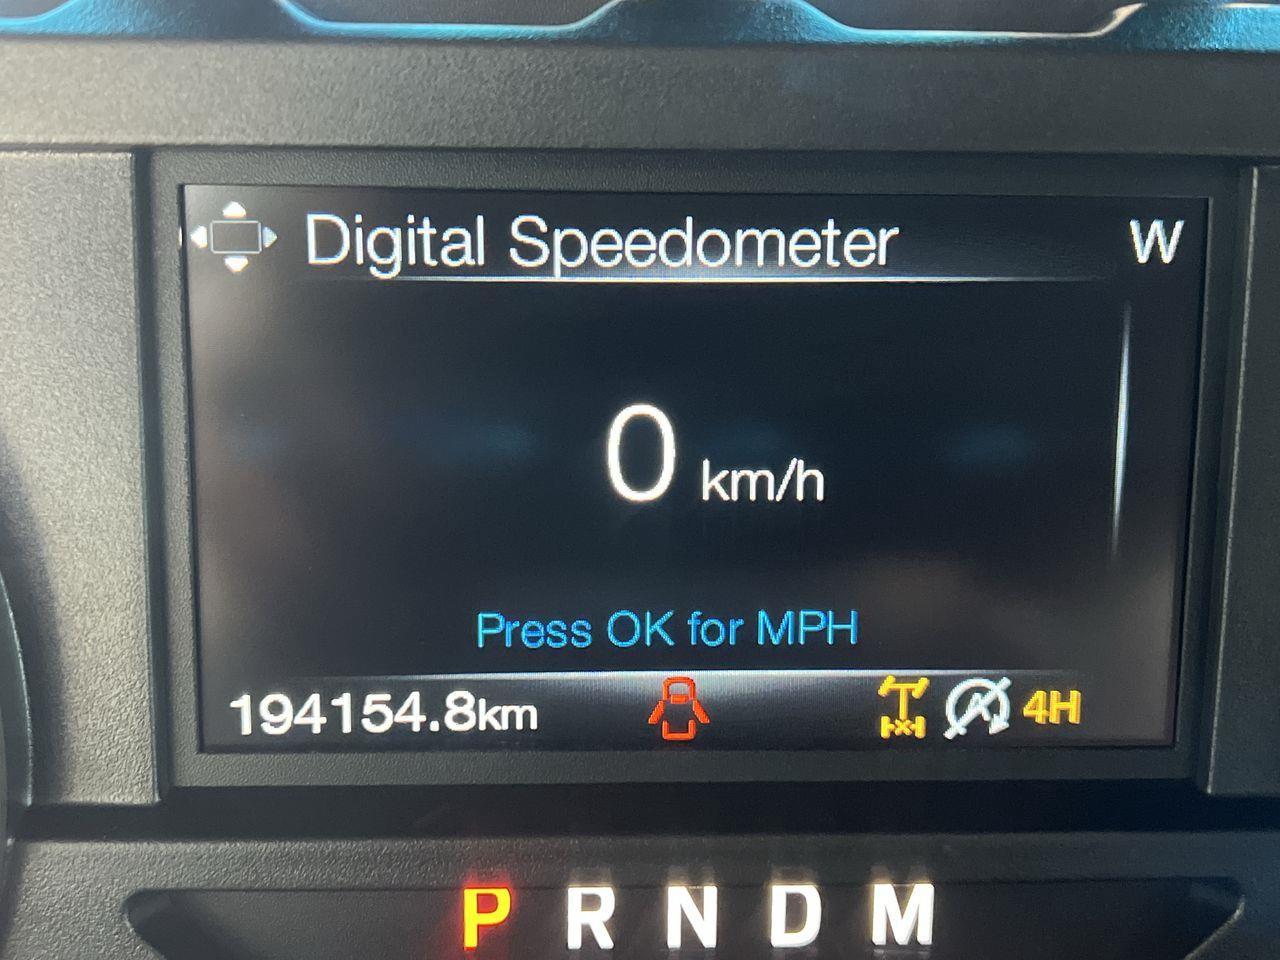 Digital Speedometer W
0 km/h
Press OK for MPH
194154.8km 4H
P R N D M